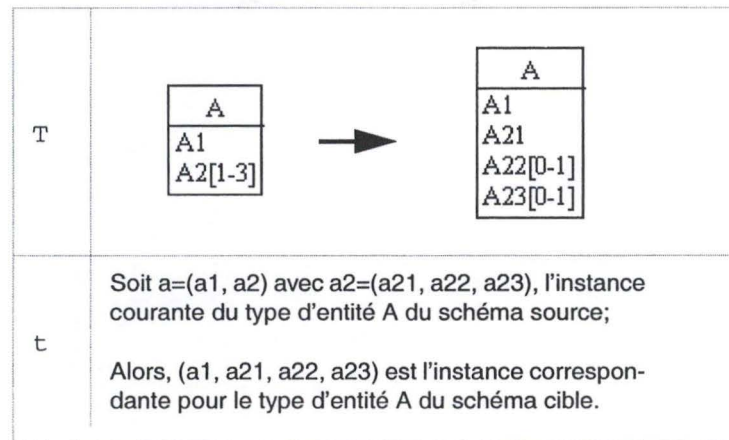 T
A
A1
A2[1-3]
A
A1
A21
A22[0-1]
A23[0-1]
t
Soit a=(a1, a2) avec a2=(a21, a22, a23), l'instance
courante du type d'entité A du schéma source;
Alors, (a1, a21, a22, a23) est l'instance correspon-
dante pour le type d'entité A du schéma cible.